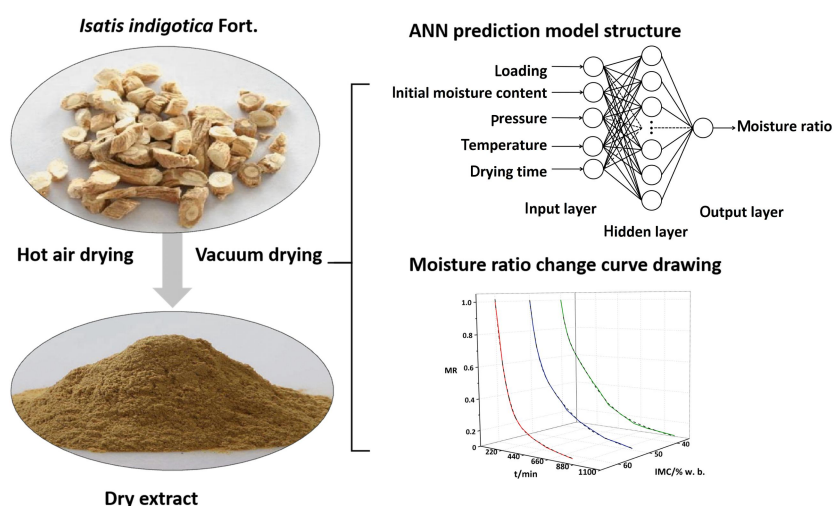 Isatis indigotica Fort.
Hot air drying
Vacuum drying
Dry extract
ANN prediction model structure
Loading
Initial moisture content
pressure
Temperature
Drying time
Moisture ratio
Input layer
Hidden layer
Output layer
Moisture ratio change curve drawing
1.0
0.8
0.6
MR
0.4
0.2
0
220
440
660
880
1100
t/min
60
50
40
IMC/% w. b.